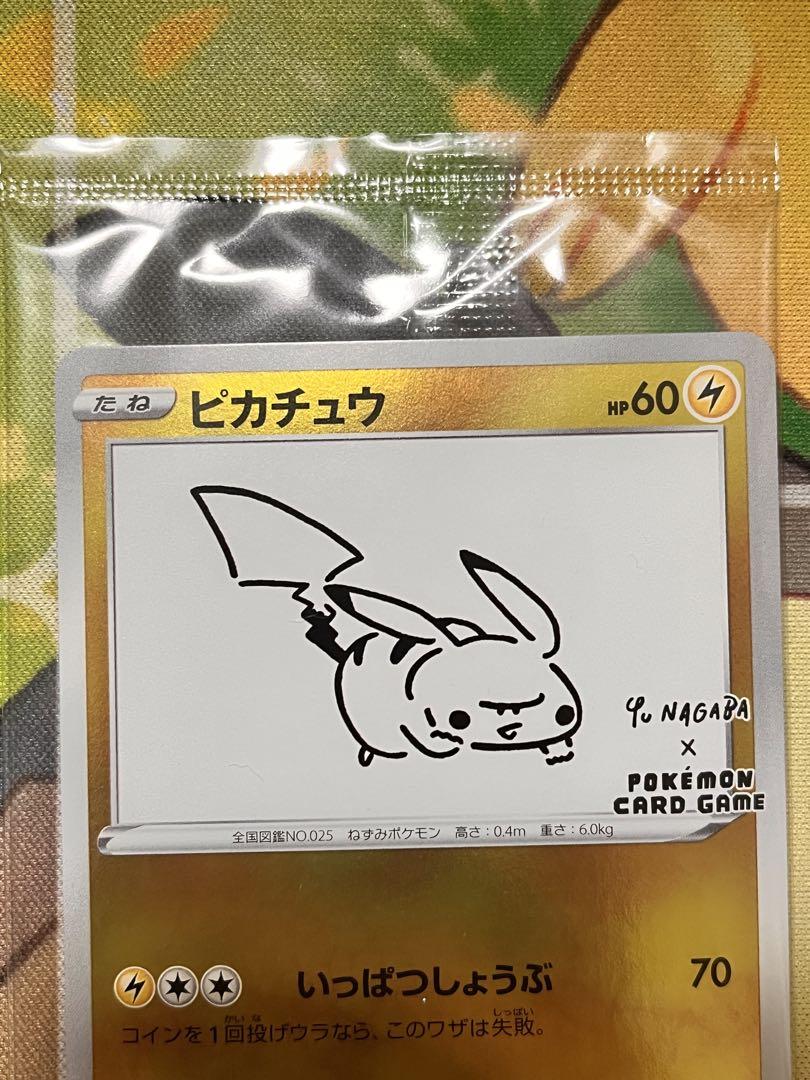 たね ピカチュウ HP60
Yu NAGABA
×
POKÉMON
CARD GAME
全国図鑑NO.025 ねずみポケモン 高さ:0.4m 重さ:6.0kg
いっぱつしょうぶ 70
コインを1回投げウラなら、このワザは失敗。